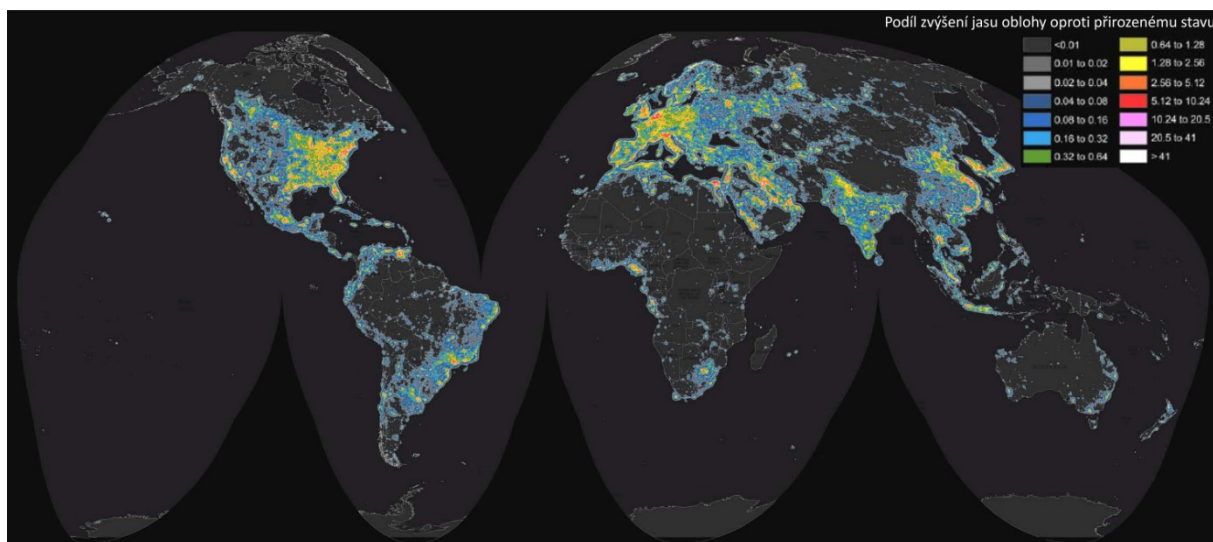 Podíl zvýšení jasu oblohy oproti přirozenému stavu
<0.01
0.01 to 0.02
0.02 to 0.04
0.04 to 0.08
0.08 to 0.16
0.16 to 0.32
0.32 to 0.64
0.64 to 1.28
1.28 to 2.56
2.56 to 5.12
5.12 to 10.24
10.24 to 20.5
20.5 to 41
>41